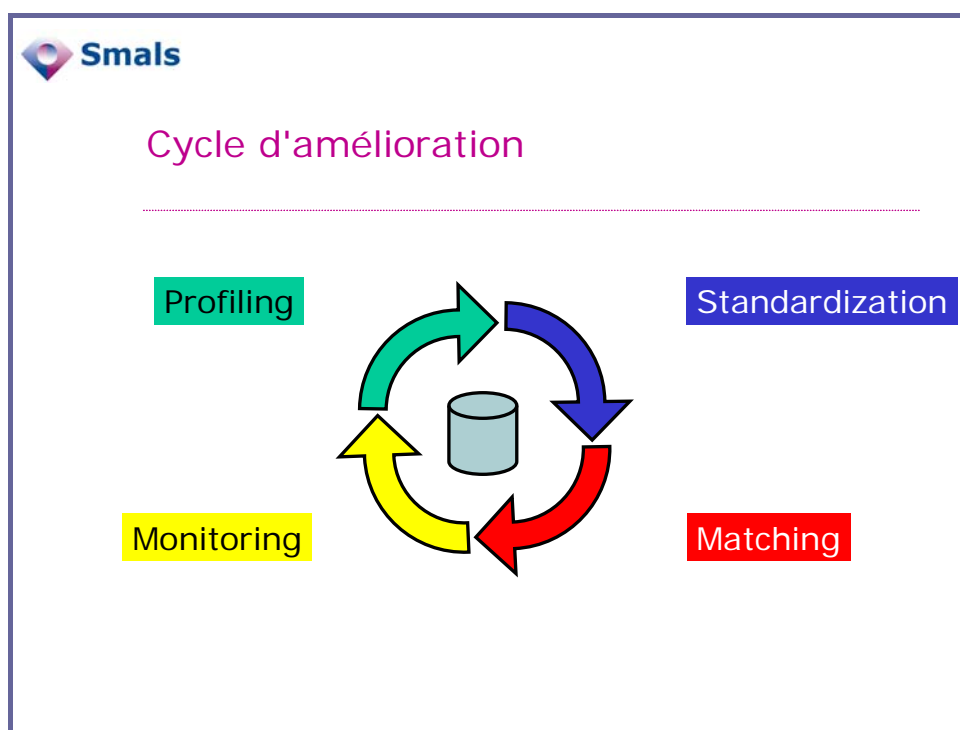 Smals
Cycle d'amélioration
Profiling
Standardization
Monitoring
Matching